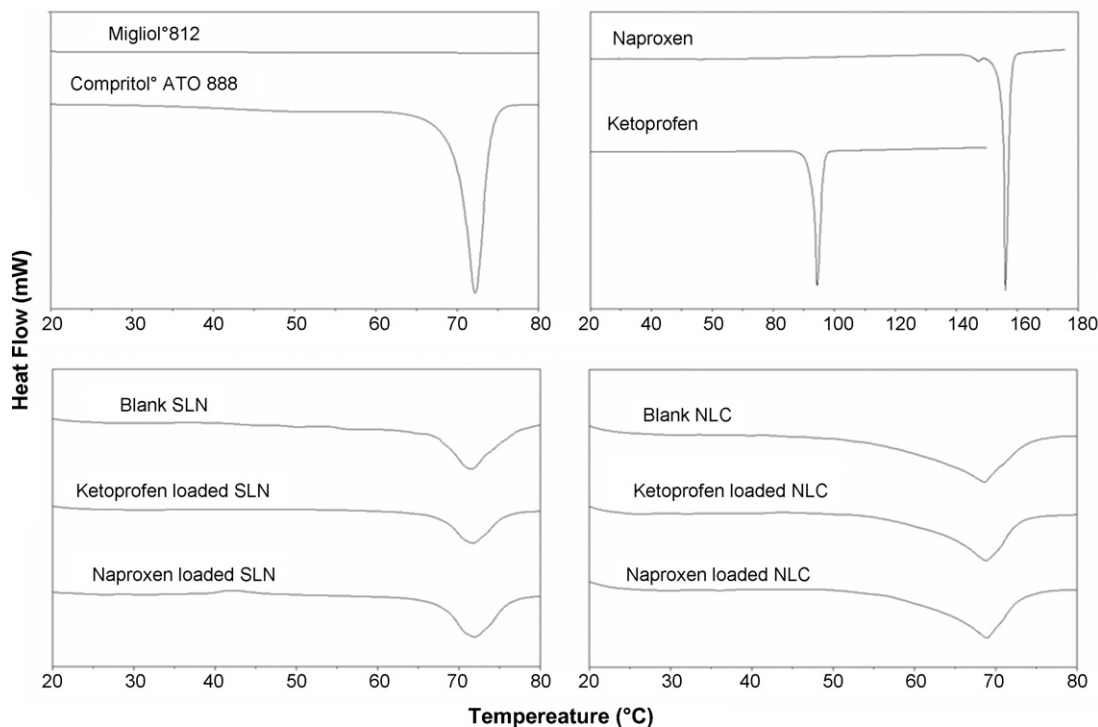 Migliol°812
Compritol° ATO 888
20 30 40 50 60 70 80
Naproxen
Ketoprofen
20 30 50 80 100 120 140 160 180
Heat Flow (mW)
Blank SLN
Ketoprofen loaded SLN
Naproxen loaded SLN
20 30 40 50 60 70 80
Blank NLC
Ketoprofen loaded NLC
Naproxen loaded NLC
20 30 40 50 60 70 80
Tempereature (°C)